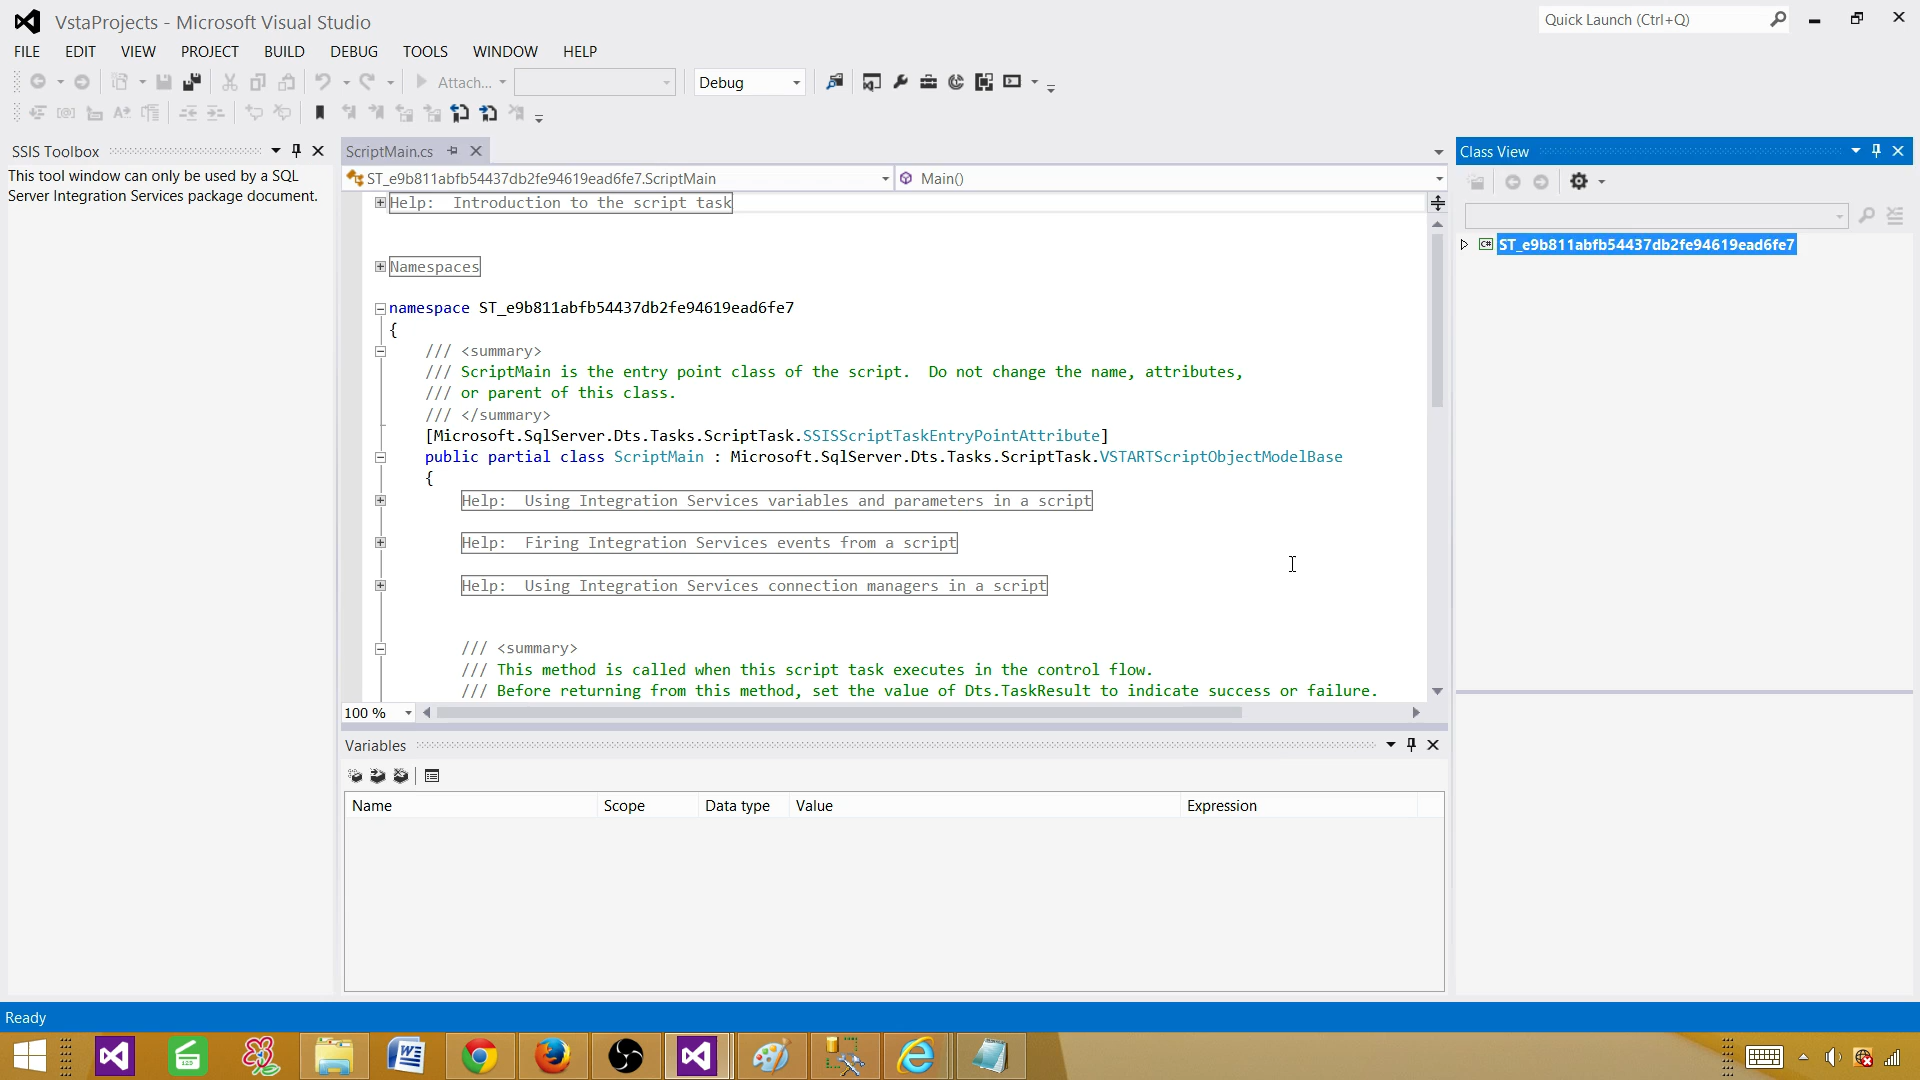 VstaProjects - Microsoft Visual Studio
Quick Launch (Ctrl+Q)
FILE EDIT VIEW PROJECT BUILD DEBUG TOOLS WINDOW HELP
Attach... Debug
SSIS Toolbox
This tool window can only be used by a SQL
Server Integration Services package document.
ScriptMain.cs
ST_e9b811abfb54437db2fe94619ead6fe7.ScriptMain
Main()
Help:  Introduction to the script task
Namespaces
namespace ST_e9b811abfb54437db2fe94619ead6fe7
{
/// <summary>
/// ScriptMain is the entry point class of the script.  Do not change the name, attributes,
/// or parent of this class.
/// </summary>
[Microsoft.SqlServer.Dts.Tasks.ScriptTask.SSISScriptTaskEntryPointAttribute]
public partial class ScriptMain : Microsoft.SqlServer.Dts.Tasks.ScriptTask.VSTARTScriptObjectModelBase
{
Help:  Using Integration Services variables and parameters in a script
Help:  Firing Integration Services events from a script
Help:  Using Integration Services connection managers in a script
/// <summary>
/// This method is called when this script task executes in the control flow.
/// Before returning from this method, set the value of Dts.TaskResult to indicate success or failure.
100 %
Variables
Name Scope Data type Value Expression
Class View
C# ST_e9b811abfb54437db2fe94619ead6fe7
Ready